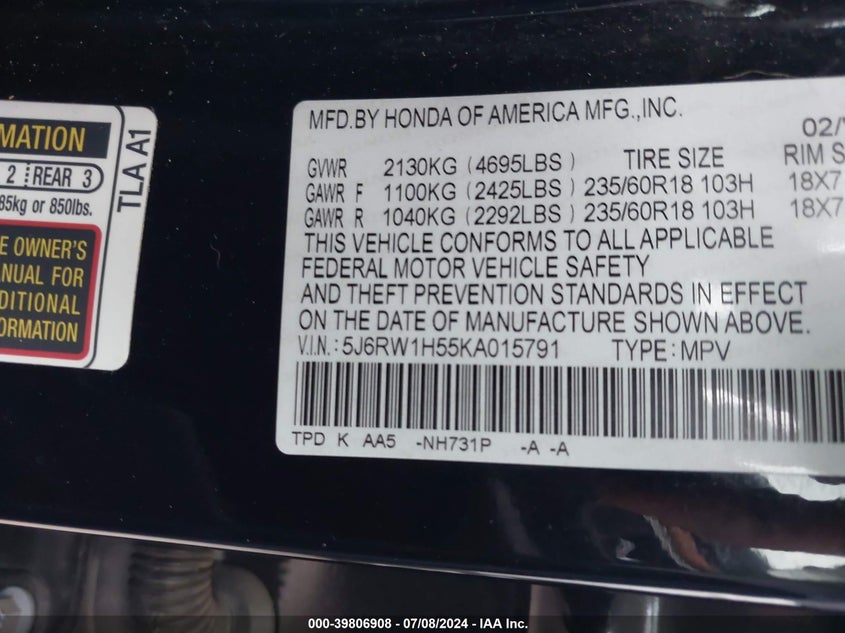 MATION
2 REAR 3
85kg or 850lbs.
E OWNER'S
ANUAL FOR
DITIONAL
ORMATION
TLA A1
MFD.BY HONDA OF AMERICA MFG.,INC.
02/
GVWR 2130KG (4695LBS) TIRE SIZE RIM S
GAWR F 1100KG (2425LBS) 235/60R18 103H 18X7
GAWR R 1040KG (2292LBS) 235/60R18 103H 18X7
THIS VEHICLE CONFORMS TO ALL APPLICABLE
FEDERAL MOTOR VEHICLE SAFETY
AND THEFT PREVENTION STANDARDS IN EFFECT
ON THE DATE OF MANUFACTURE SHOWN ABOVE.
V.I.N.: 5J6RW1H55KA015791 TYPE: MPV
TPD K AA5 -NH731P -A -A
000-39806908 - 07/08/2024 - IAA Inc.